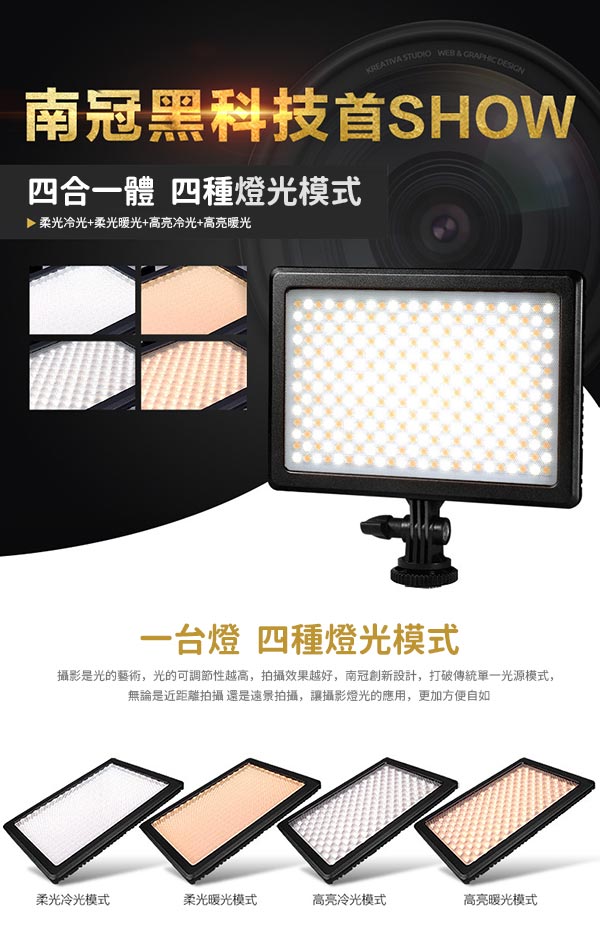 KREATIVA STUDIO WEB & GRAPHIC DESIGN
南冠黑科技首SHOW
四合一體 四種燈光模式
▶ 柔光冷光+柔光暖光+高亮冷光+高亮暖光
一台燈 四種燈光模式
攝影是光的藝術，光的可調節性越高，拍攝效果越好，南冠創新設計，打破傳統單一光源模式，
無論是近距離拍攝還是遠景拍攝，讓攝影燈光的應用，更加方便自如
柔光冷光模式
柔光暖光模式
高亮冷光模式
高亮暖光模式